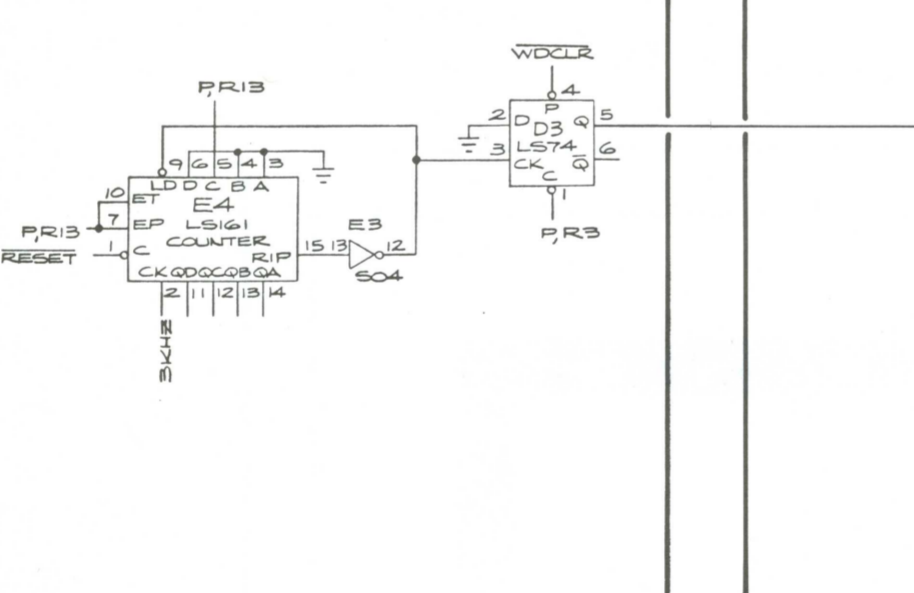 WDCLR
4
P
2 D Q 5
D3
LS74
3 CK Q 6
C
1
P,R3
P,R13
9 6 5 4 3
LD D C B A
10 ET
E4
7 EP
LS161
P,R13
COUNTER
RESET 1 C
RIP 15
CK QD QC QB QA
2 11 12 13 14
3KHZ
E3
13 12
S04